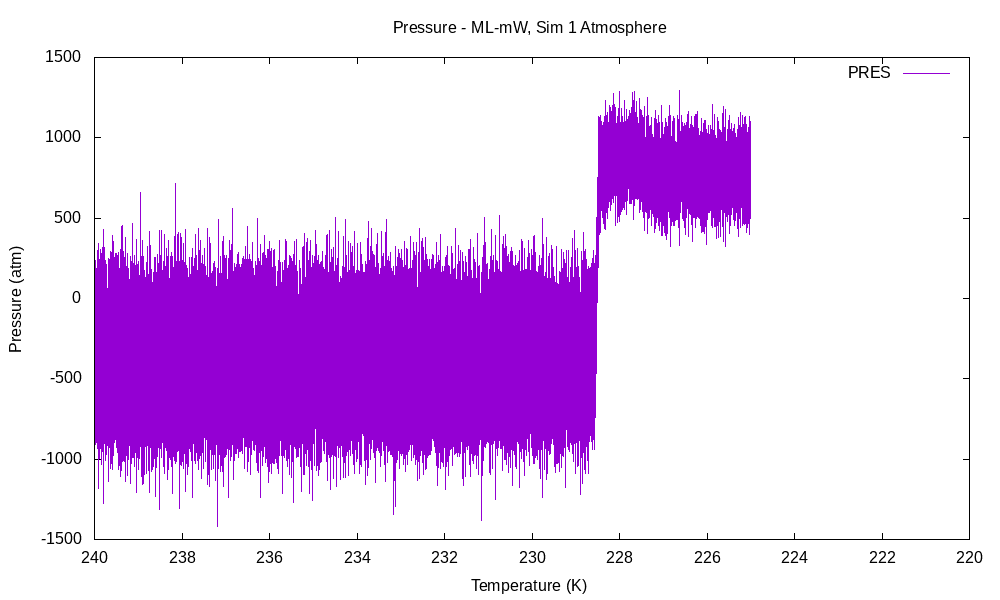 Pressure - ML-mW, Sim 1 Atmosphere
PRES
1500
1000
500
0
-500
-1000
-1500
Pressure (atm)
240 238 236 234 232 230 228 226 224 222 220
Temperature (K)